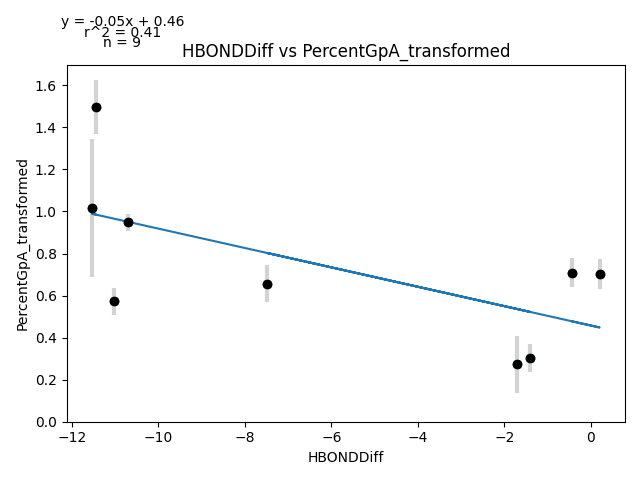 y = -0.05x + 0.46
r^2 = 0.41
n = 9
HBONDDiff vs PercentGpA_transformed
PercentGpA_transformed
1.6
1.4
1.2
1.0
0.8
0.6
0.4
0.2
0.0
−12
−10
−8
−6
−4
−2
0
HBONDDiff